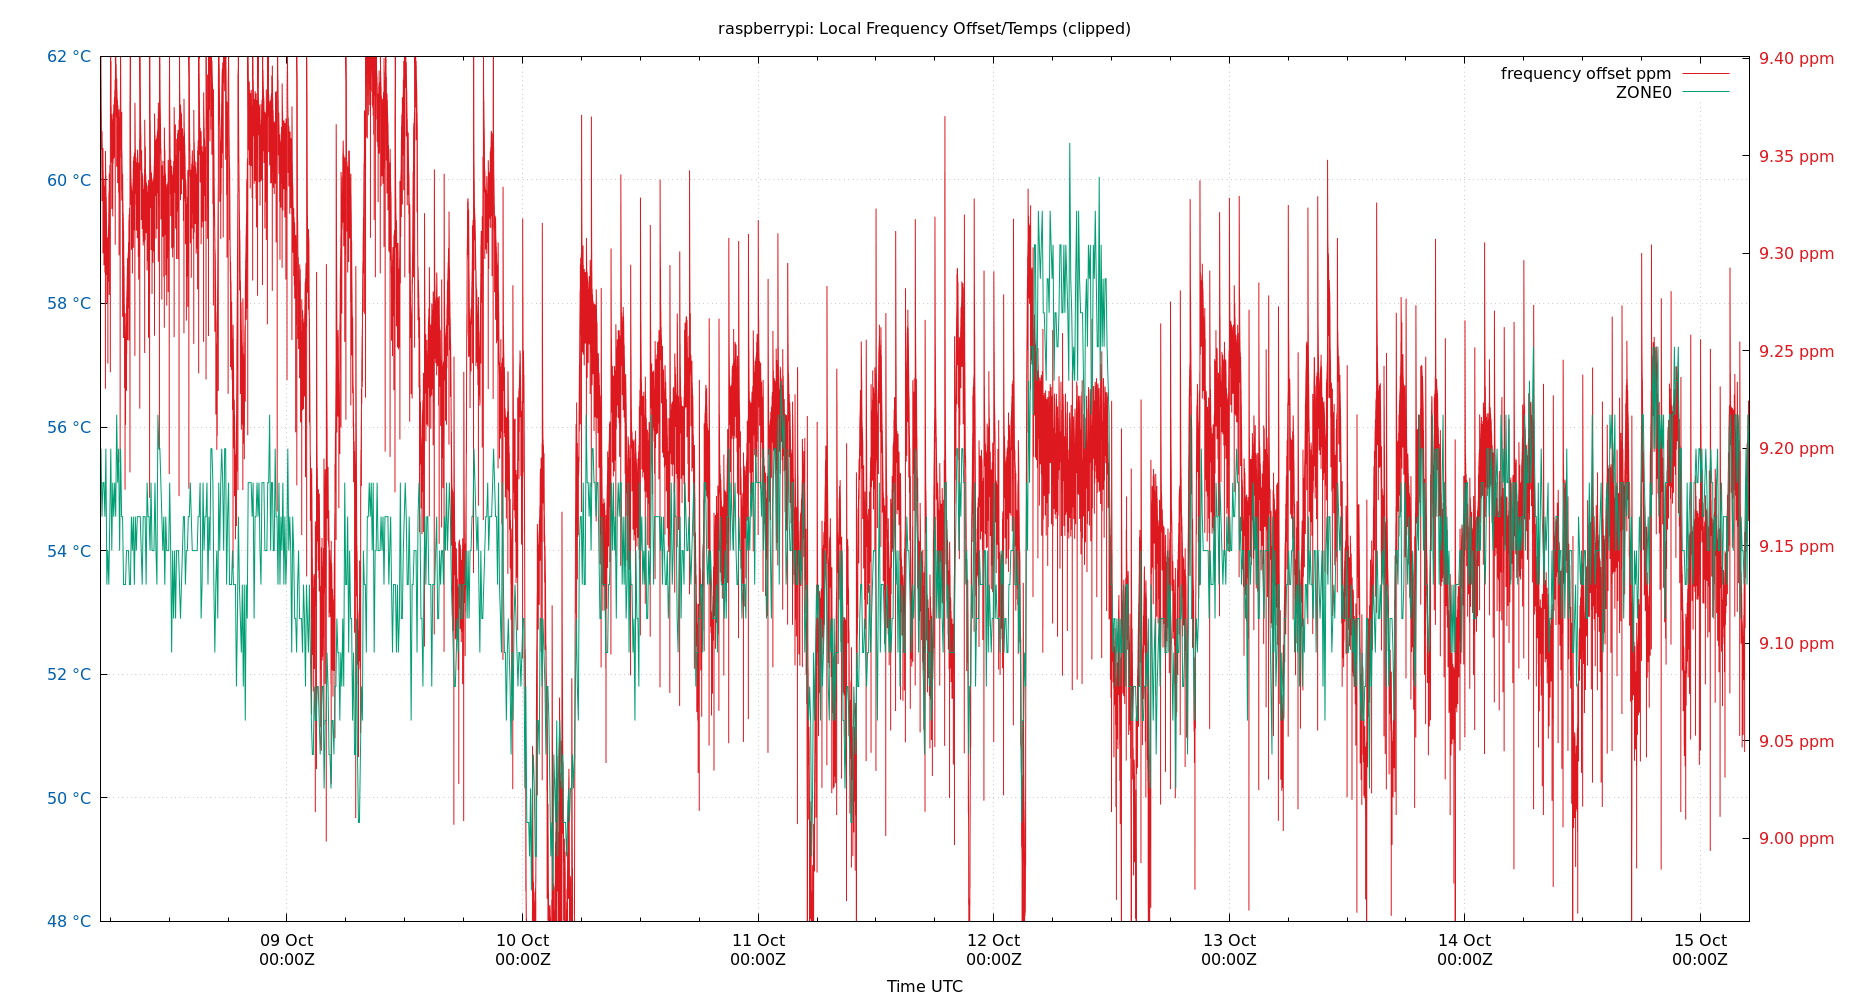 raspberrypi: Local Frequency Offset/Temps (clipped)
62 °C
60 °C
58 °C
56 °C
54 °C
52 °C
50 °C
48 °C
9.40 ppm
9.35 ppm
9.30 ppm
9.25 ppm
9.20 ppm
9.15 ppm
9.10 ppm
9.05 ppm
9.00 ppm
frequency offset ppm
ZONE0
09 Oct
00:00Z
10 Oct
00:00Z
11 Oct
00:00Z
12 Oct
00:00Z
13 Oct
00:00Z
14 Oct
00:00Z
15 Oct
00:00Z
Time UTC